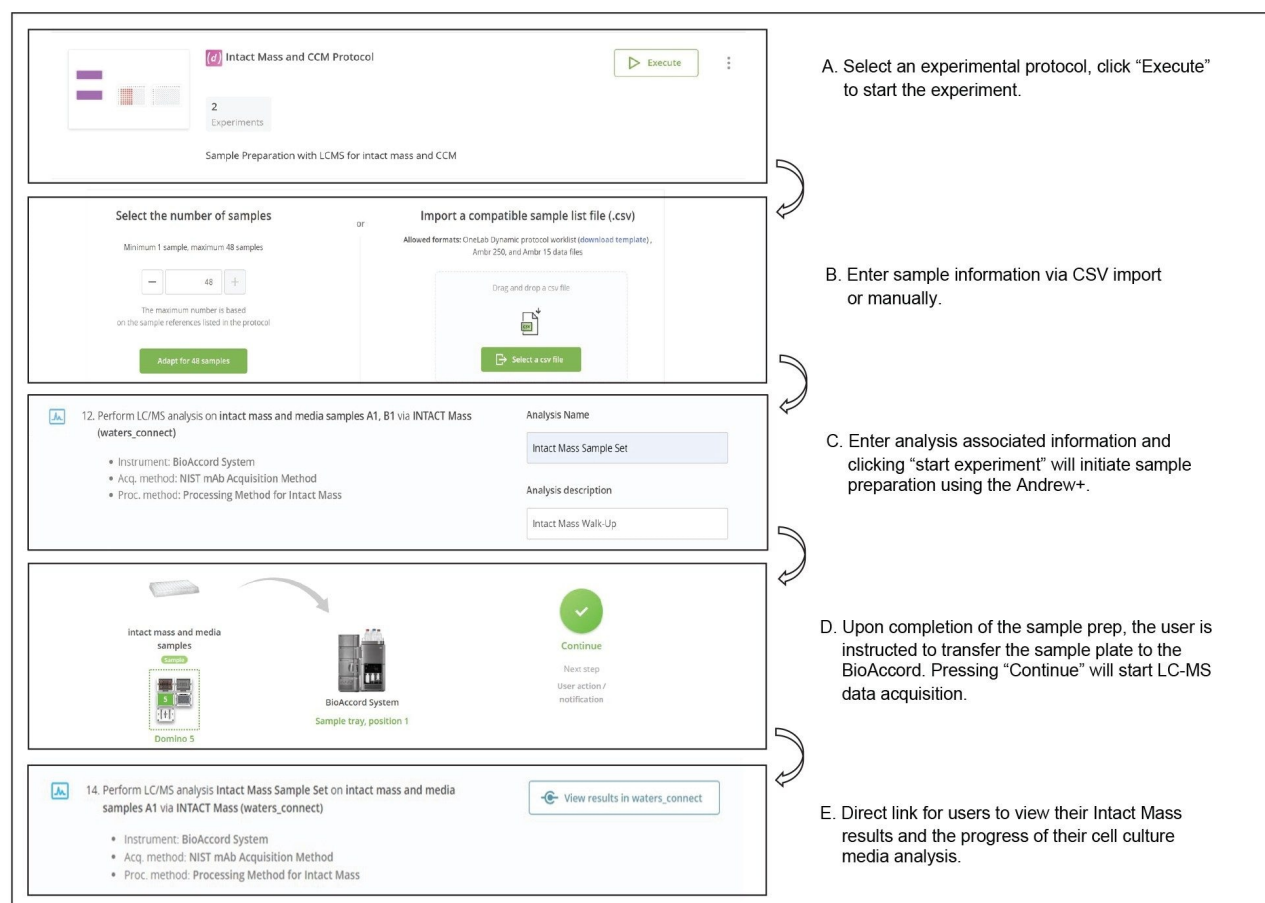 (d) Intact Mass and CCM Protocol
Execute
2
Experiments
Sample Preparation with LCMS for intact mass and CCM
A. Select an experimental protocol, click “Execute”
to start the experiment.
Select the number of samples
Minimum 1 sample, maximum 48 samples
− 48 +
The maximum number is based
on the sample references listed in the protocol
Adapt for 48 samples
or
Import a compatible sample list file (.csv)
Allowed formats: OneLab Dynamic protocol worklist (download template) ,
Ambr 250, and Ambr 15 data files
Drag and drop a csv file
CSV
Select a csv file
B. Enter sample information via CSV import
or manually.
12. Perform LC/MS analysis on intact mass and media samples A1, B1 via INTACT Mass
(waters_connect)
• Instrument: BioAccord System
• Acq. method: NIST mAb Acquisition Method
• Proc. method: Processing Method for Intact Mass
Analysis Name
Intact Mass Sample Set
Analysis description
Intact Mass Walk-Up
C. Enter analysis associated information and
clicking “start experiment” will initiate sample
preparation using the Andrew+.
intact mass and media
samples
Sample
5
Domino 5
BioAccord System
Sample tray, position 1
Continue
Next step
User action /
notification
D. Upon completion of the sample prep, the user is
instructed to transfer the sample plate to the
BioAccord. Pressing “Continue” will start LC-MS
data acquisition.
14. Perform LC/MS analysis Intact Mass Sample Set on intact mass and media
samples A1 via INTACT Mass (waters_connect)
• Instrument: BioAccord System
• Acq. method: NIST mAb Acquisition Method
• Proc. method: Processing Method for Intact Mass
View results in waters_connect
E. Direct link for users to view their Intact Mass
results and the progress of their cell culture
media analysis.